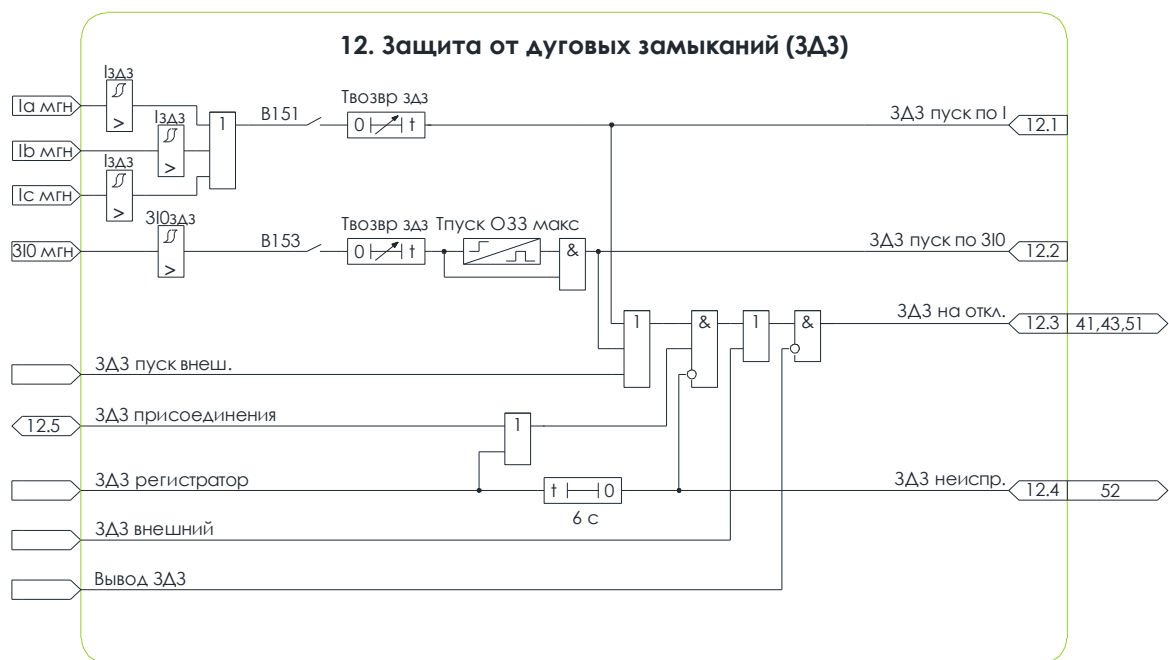 12. Защита от дуговых замыканий (ЗДЗ)
Iздз
Ia мгн
>
B151
Твозвр здз
0 t
ЗДЗ пуск по I
12.1
Iздз
Ib мгн
>
1
Iздз
Ic мгн
>
3I0здз
3I0 мгн
>
B153
Твозвр здз
0 t
Тпуск ОЗЗ макс
&
ЗДЗ пуск по 3I0
12.2
1
&
1
&
ЗДЗ на откл.
12.3
41,43,51
ЗДЗ пуск внеш.
12.5
ЗДЗ присоединения
1
ЗДЗ регистратор
t 0
6 с
ЗДЗ неиспр.
12.4
52
ЗДЗ внешний
Вывод ЗДЗ